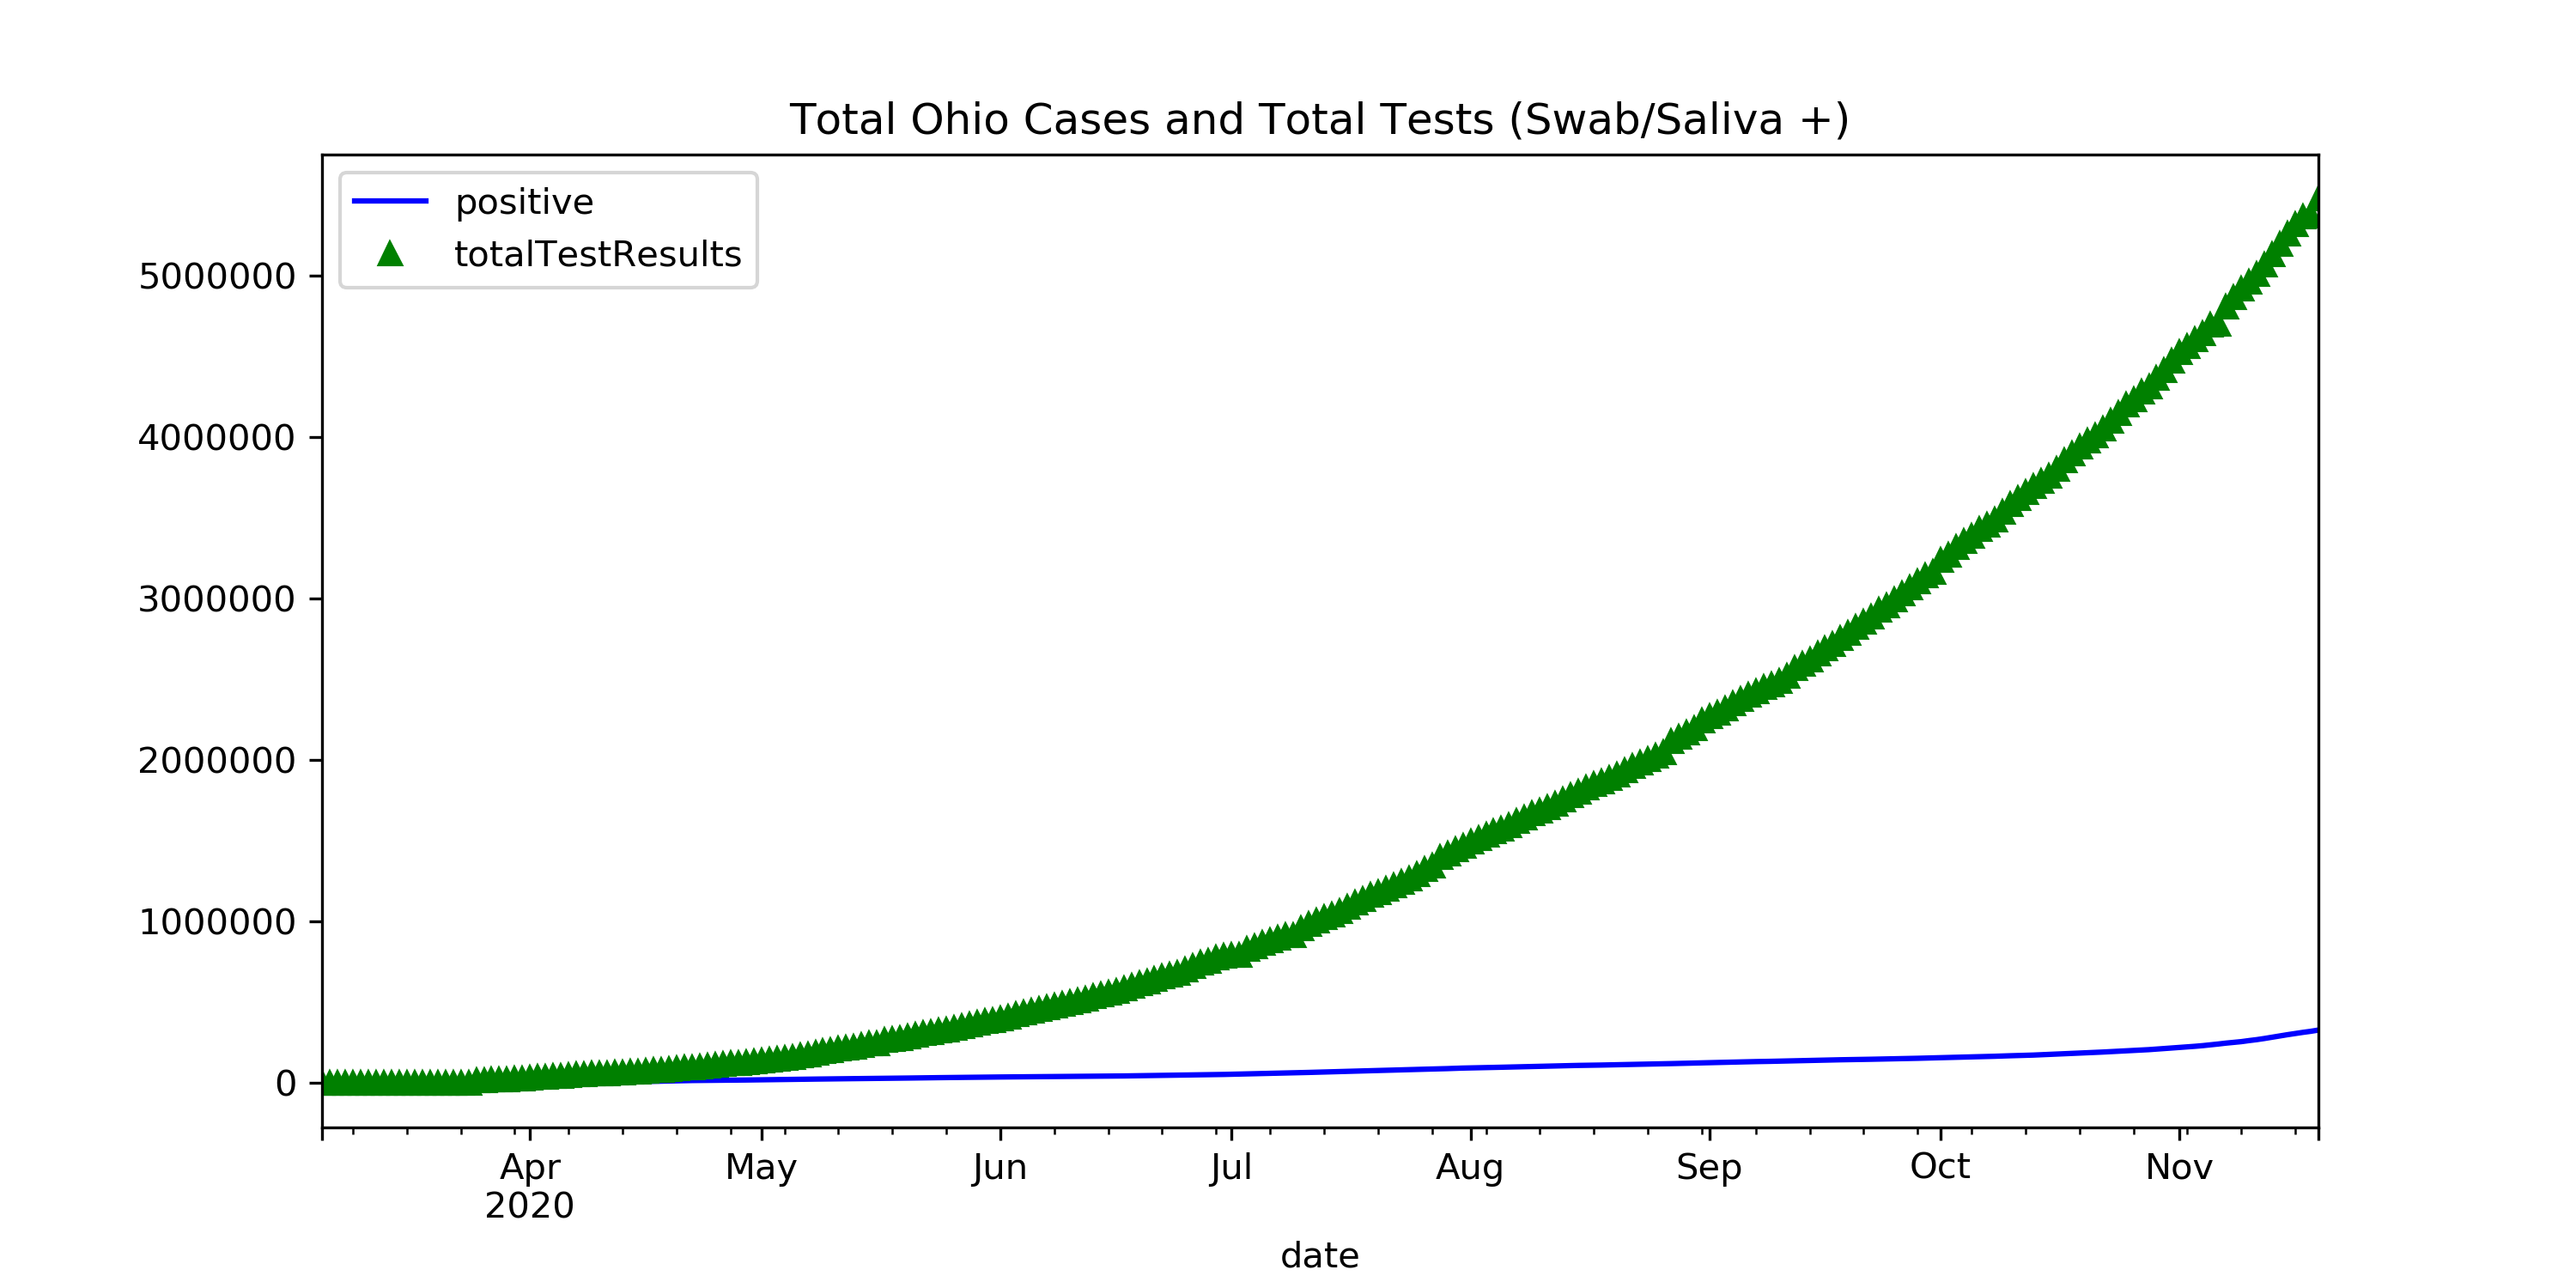 Total Ohio Cases and Total Tests (Swab/Saliva +)
positive
totalTestResults
5000000
4000000
3000000
2000000
1000000
0
Apr May Jun Jul Aug Sep Oct Nov
2020
date